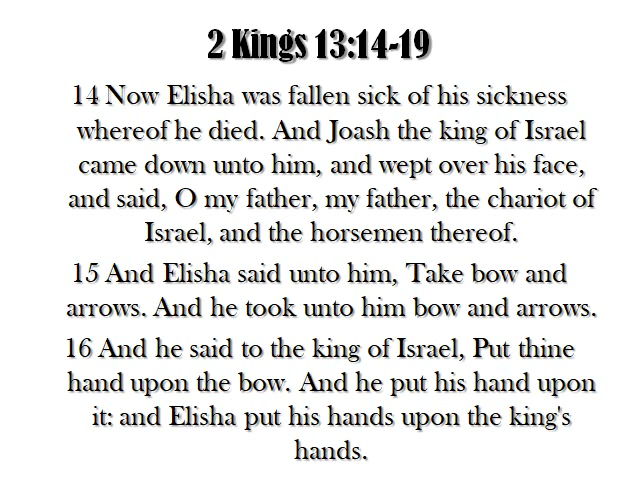 2 Kings 13:14-19
14 Now Elisha was fallen sick of his sickness
whereof he died. And Joash the king of Israel
came down unto him, and wept over his face,
and said, O my father, my father, the chariot of
Israel, and the horsemen thereof.
15 And Elisha said unto him, Take bow and
arrows. And he took unto him bow and arrows.
16 And he said to the king of Israel, Put thine
hand upon the bow. And he put his hand upon
it: and Elisha put his hands upon the king's
hands.